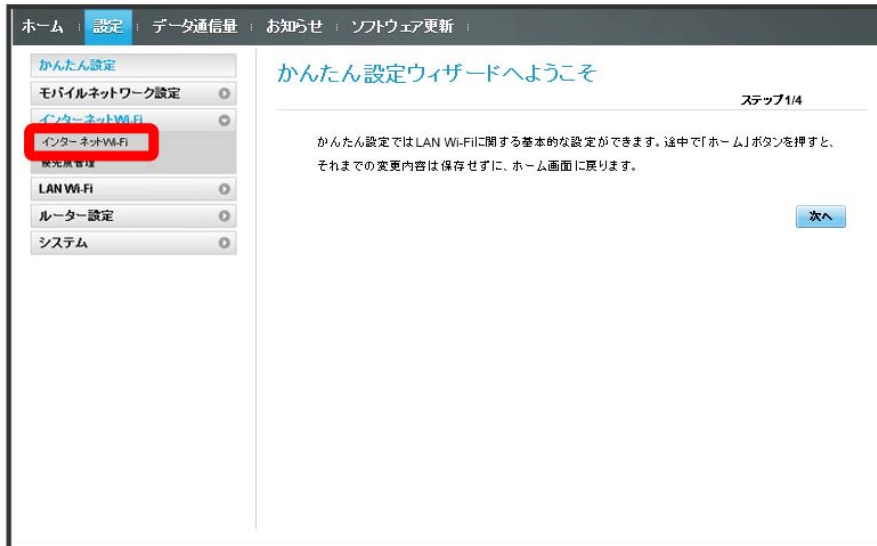 ホーム 設定 データ通信量 お知らせ ソフトウェア更新
かんたん設定
モバイルネットワーク設定
インターネットWi-Fi
インターネットWi-Fi
LAN Wi-Fi
ルーター設定
システム
かんたん設定ウィザードへようこそ
ステップ1/4
かんたん設定ではLAN Wi-Fiに関する基本的な設定ができます。途中で「ホーム」ボタンを押すと、
それまでの変更内容は保存せずに、ホーム画面に戻ります。
次へ